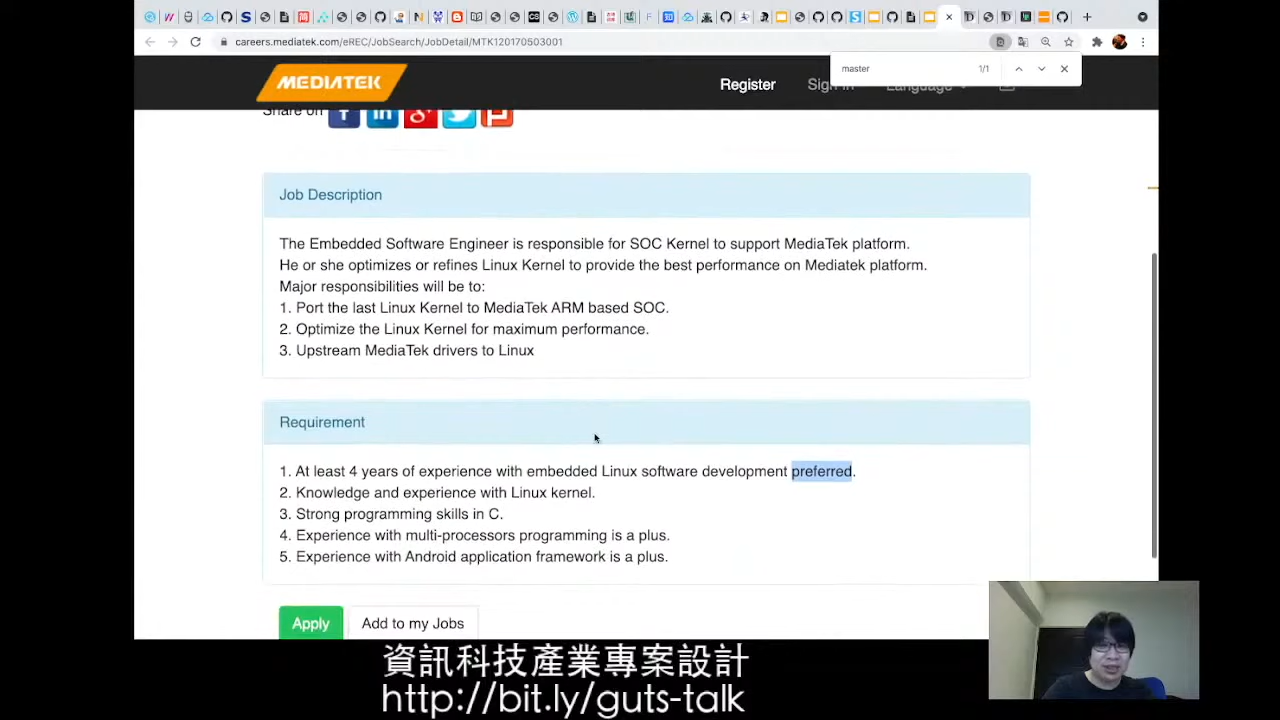 careers.mediatek.com/eREC/JobSearch/JobDetail/MTK120170503001
master
1/1
MEDIATEK
Register
Sign in
Language
Share on
Job Description
The Embedded Software Engineer is responsible for SOC Kernel to support MediaTek platform.
He or she optimizes or refines Linux Kernel to provide the best performance on Mediatek platform.
Major responsibilities will be to:
1. Port the last Linux Kernel to MediaTek ARM based SOC.
2. Optimize the Linux Kernel for maximum performance.
3. Upstream MediaTek drivers to Linux
Requirement
1. At least 4 years of experience with embedded Linux software development preferred.
2. Knowledge and experience with Linux kernel.
3. Strong programming skills in C.
4. Experience with multi-processors programming is a plus.
5. Experience with Android application framework is a plus.
Apply
Add to my Jobs
資訊科技產業專案設計
http://bit.ly/guts-talk